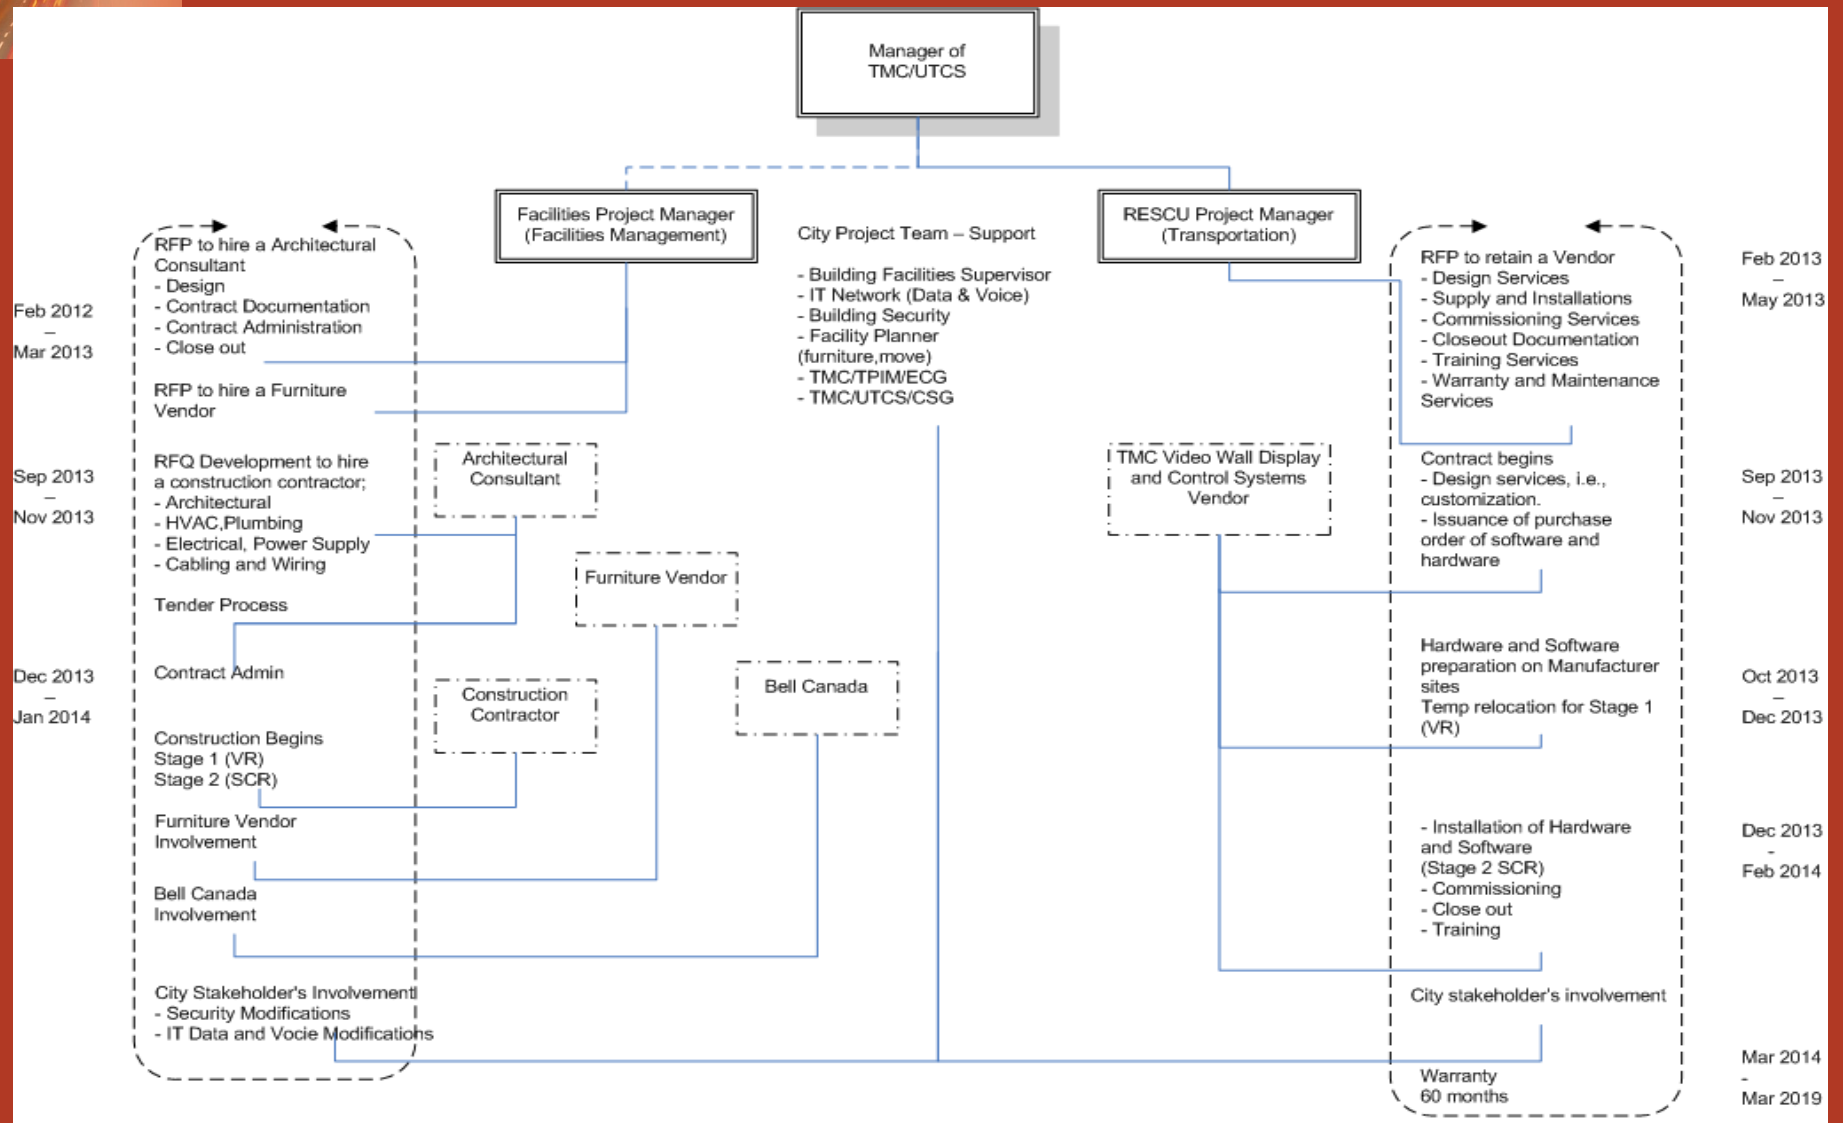 Manager of
TMC/UTCS
Facilities Project Manager
(Facilities Management)
RESCU Project Manager
(Transportation)
City Project Team – Support
- Building Facilities Supervisor
- IT Network (Data & Voice)
- Building Security
- Facility Planner
(furniture,move)
- TMC/TPIM/ECG
- TMC/UTCS/CSG
Feb 2012
–
Mar 2013
RFP to hire a Architectural
Consultant
- Design
- Contract Documentation
- Contract Administration
- Close out
RFP to hire a Furniture
Vendor
Sep 2013
–
Nov 2013
RFQ Development to hire
a construction contractor;
- Architectural
- HVAC,Plumbing
- Electrical, Power Supply
- Cabling and Wiring
Tender Process
Dec 2013
–
Jan 2014
Contract Admin
Construction Begins
Stage 1 (VR)
Stage 2 (SCR)
Furniture Vendor
Involvement
Bell Canada
Involvement
City Stakeholder's Involvement
- Security Modifications
- IT Data and Vocie Modifications
Architectural
Consultant
Furniture Vendor
Construction
Contractor
Bell Canada
TMC Video Wall Display
and Control Systems
Vendor
RFP to retain a Vendor
- Design Services
- Supply and Installations
- Commissioning Services
- Closeout Documentation
- Training Services
- Warranty and Maintenance
Services
Feb 2013
–
May 2013
Contract begins
- Design services, i.e.,
customization.
- Issuance of purchase
order of software and
hardware
Sep 2013
–
Nov 2013
Hardware and Software
preparation on Manufacturer
sites
Temp relocation for Stage 1
(VR)
Oct 2013
–
Dec 2013
- Installation of Hardware
and Software
(Stage 2 SCR)
- Commissioning
- Close out
- Training
Dec 2013
-
Feb 2014
City stakeholder's involvement
Warranty
60 months
Mar 2014
-
Mar 2019